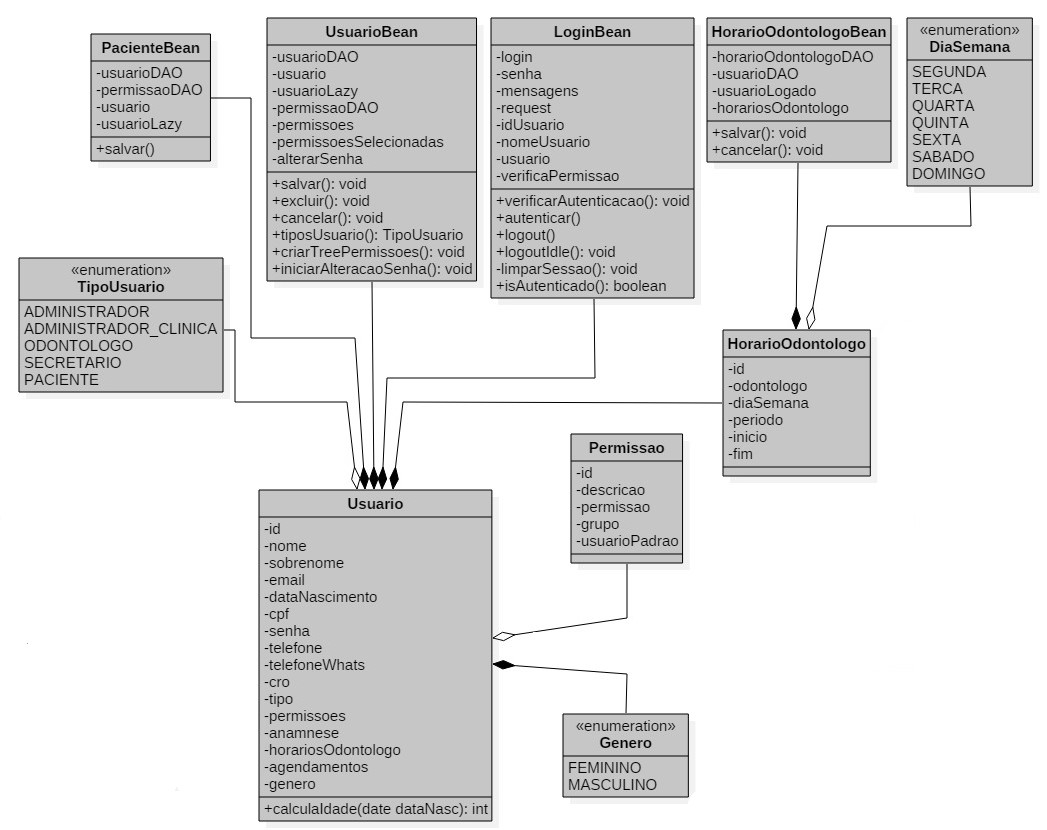 PacienteBean
-usuarioDAO
-permissaoDAO
-usuario
-usuarioLazy
+salvar()
UsuarioBean
-usuarioDAO
-usuario
-usuarioLazy
-permissaoDAO
-permissoes
-permissoesSelecionadas
-alterarSenha
+salvar(): void
+excluir(): void
+cancelar(): void
+tiposUsuario(): TipoUsuario
+criarTreePermissoes(): void
+iniciarAlteracaoSenha(): void
LoginBean
-login
-senha
-mensagens
-request
-idUsuario
-nomeUsuario
-usuario
-verificaPermissao
+verificarAutenticacao(): void
+autenticar()
+logout()
+logoutIdle(): void
-limparSessao(): void
+isAutenticado(): boolean
HorarioOdontologoBean
-horarioOdontologoDAO
-usuarioDAO
-usuarioLogado
-horariosOdontologo
+salvar(): void
+cancelar(): void
«enumeration»
DiaSemana
SEGUNDA
TERCA
QUARTA
QUINTA
SEXTA
SABADO
DOMINGO
«enumeration»
TipoUsuario
ADMINISTRADOR
ADMINISTRADOR_CLINICA
ODONTOLOGO
SECRETARIO
PACIENTE
HorarioOdontologo
-id
-odontologo
-diaSemana
-periodo
-inicio
-fim
Permissao
-id
-descricao
-permissao
-grupo
-usuarioPadrao
Usuario
-id
-nome
-sobrenome
-email
-dataNascimento
-cpf
-senha
-telefone
-telefoneWhats
-cro
-tipo
-permissoes
-anamnese
-horariosOdontologo
-agendamentos
-genero
+calculaIdade(date dataNasc): int
«enumeration»
Genero
FEMININO
MASCULINO